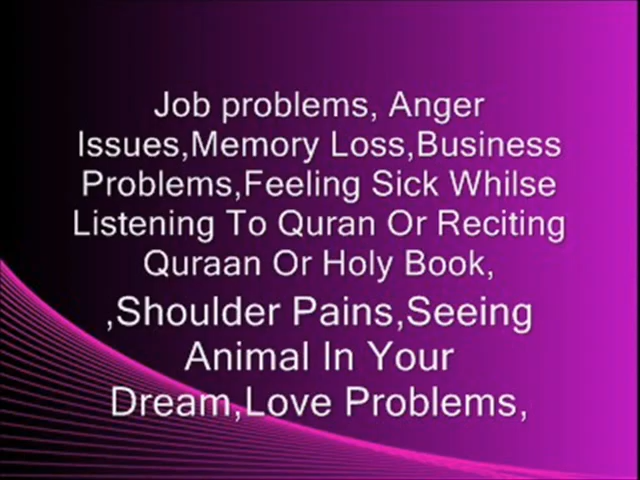 Job problems, Anger
Issues,Memory Loss,Business
Problems,Feeling Sick Whilse
Listening To Quran Or Reciting
Quraan Or Holy Book,
,Shoulder Pains,Seeing
Animal In Your
Dream,Love Problems,